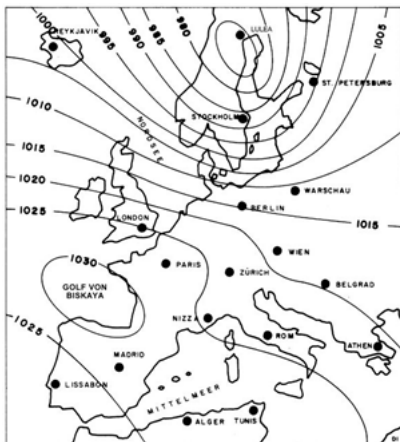 1000
995
990
985
980
LULEA
1005
REYKJAVIK
ST. PETERSBURG
1010
STOCKHOLM
NORDSEE
1015
1020
WARSCHAU
BERLIN
1025
LONDON
1015
WIEN
PARIS
ZÜRICH
1030
BELGRAD
GOLF VON
BISKAYA
NIZZA
1025
ROM
ATHEN
MADRID
LISSABON
MITTELMEER
ALGER
TUNIS